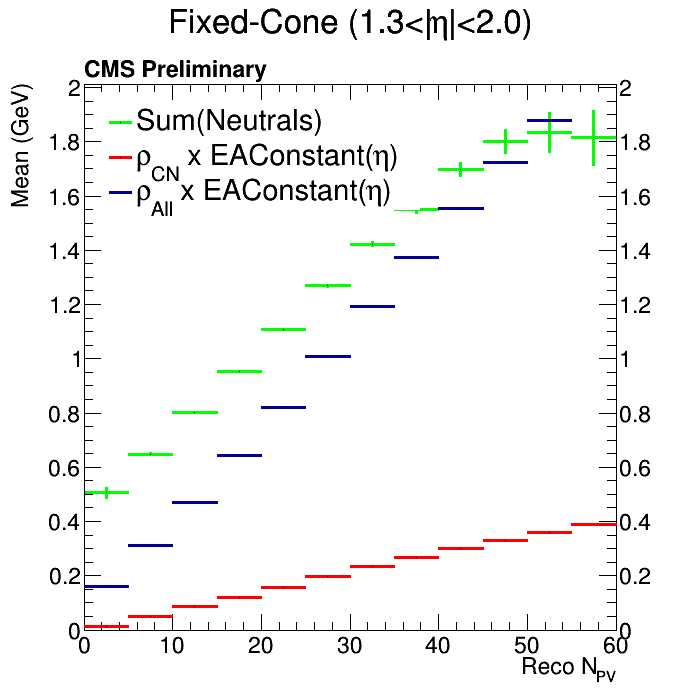 Fixed-Cone (1.3<|η|<2.0)
CMS Preliminary
Mean (GeV)
Sum(Neutrals)
ρCN x EAConstant(η)
ρAll x EAConstant(η)
2 2
1.8 1.8
1.6 1.6
1.4 1.4
1.2 1.2
1 1
0.8 0.8
0.6 0.6
0.4 0.4
0.2 0.2
0 0
0 10 20 30 40 50 60
Reco NPV